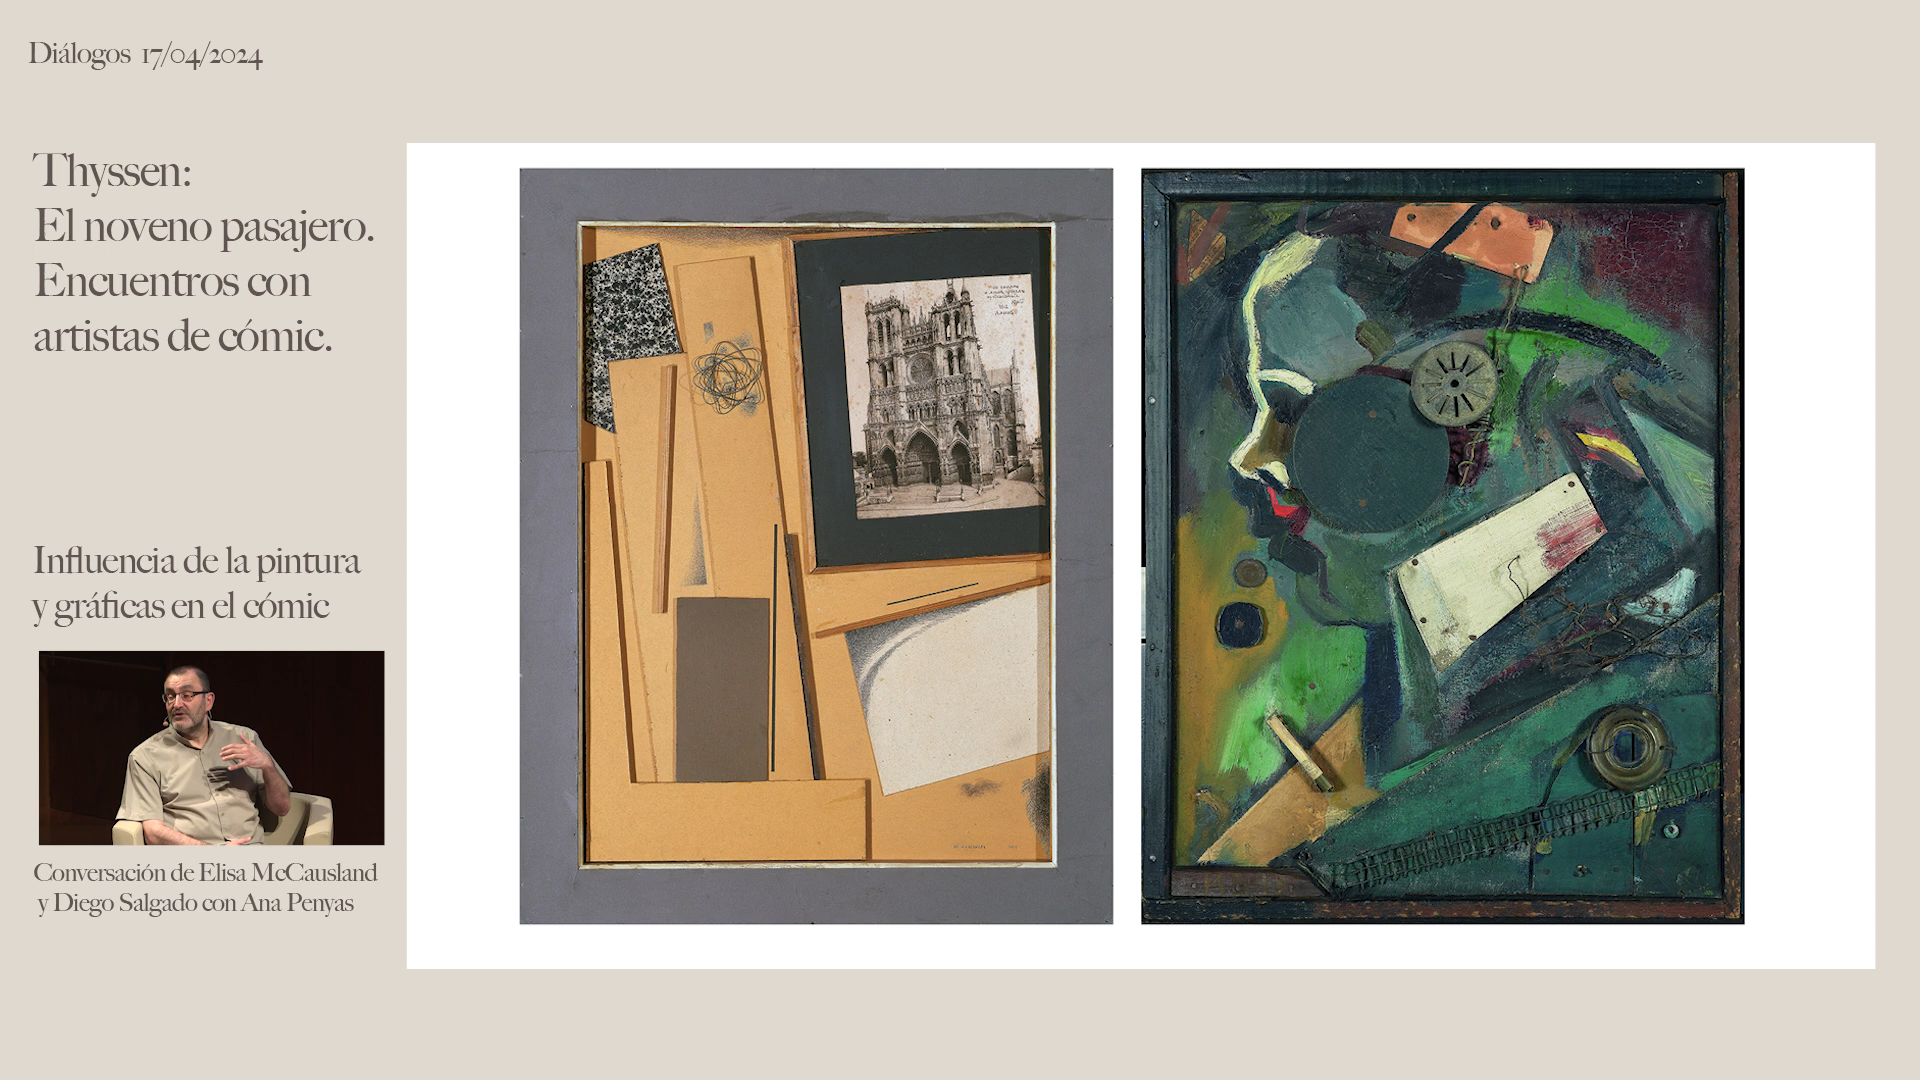 Diálogos 17/04/2024
Thyssen:
El noveno pasajero.
Encuentros con
artistas de cómic.
Influencia de la pintura
y gráficas en el cómic
Conversación de Elisa McCausland
y Diego Salgado con Ana Penyas